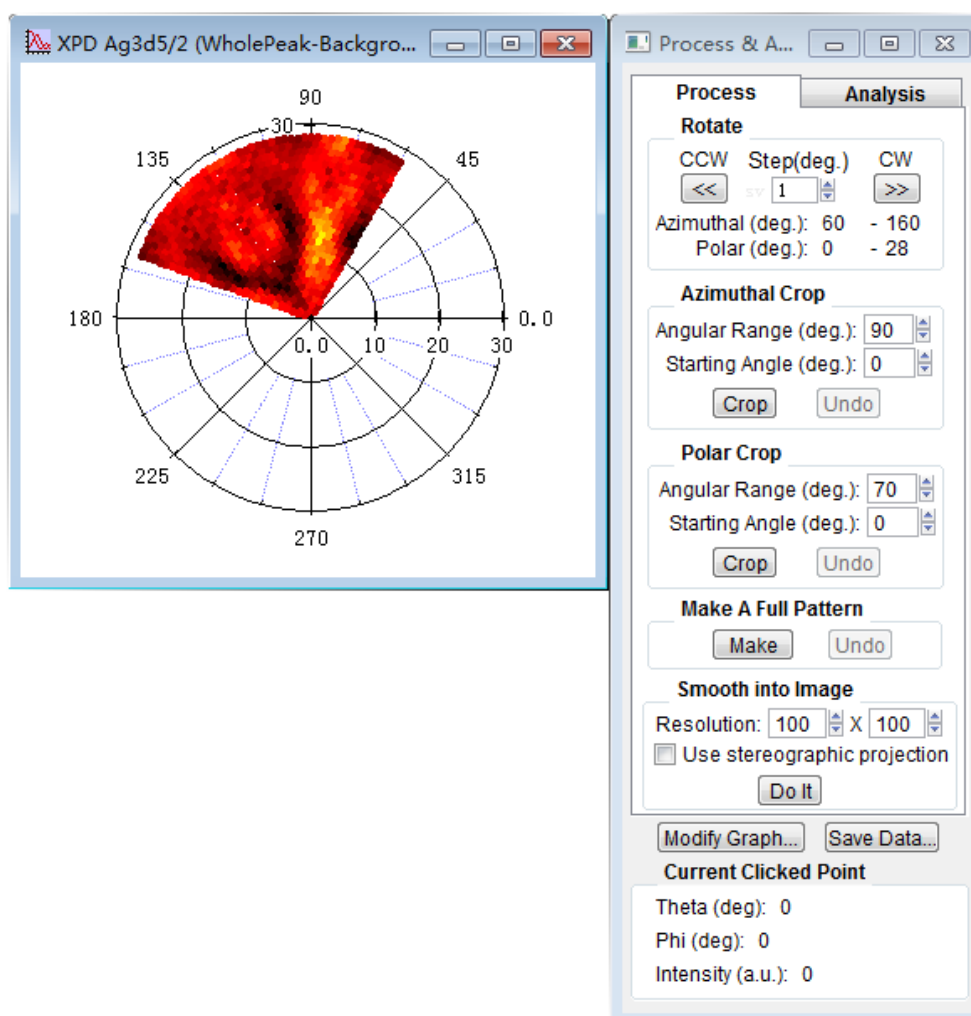 XPD Ag3d5/2 (WholePeak-Backgro...
90
30
135
45
180
0.0
0.0
10
20
30
225
315
270
Process & A...
Process
Analysis
Rotate
CCW Step(deg.) CW
<< sv 1 >>
Azimuthal (deg.): 60 - 160
Polar (deg.): 0 - 28
Azimuthal Crop
Angular Range (deg.): 90
Starting Angle (deg.): 0
Crop Undo
Polar Crop
Angular Range (deg.): 70
Starting Angle (deg.): 0
Crop Undo
Make A Full Pattern
Make Undo
Smooth into Image
Resolution: 100 X 100
Use stereographic projection
Do It
Modify Graph... Save Data...
Current Clicked Point
Theta (deg): 0
Phi (deg): 0
Intensity (a.u.): 0